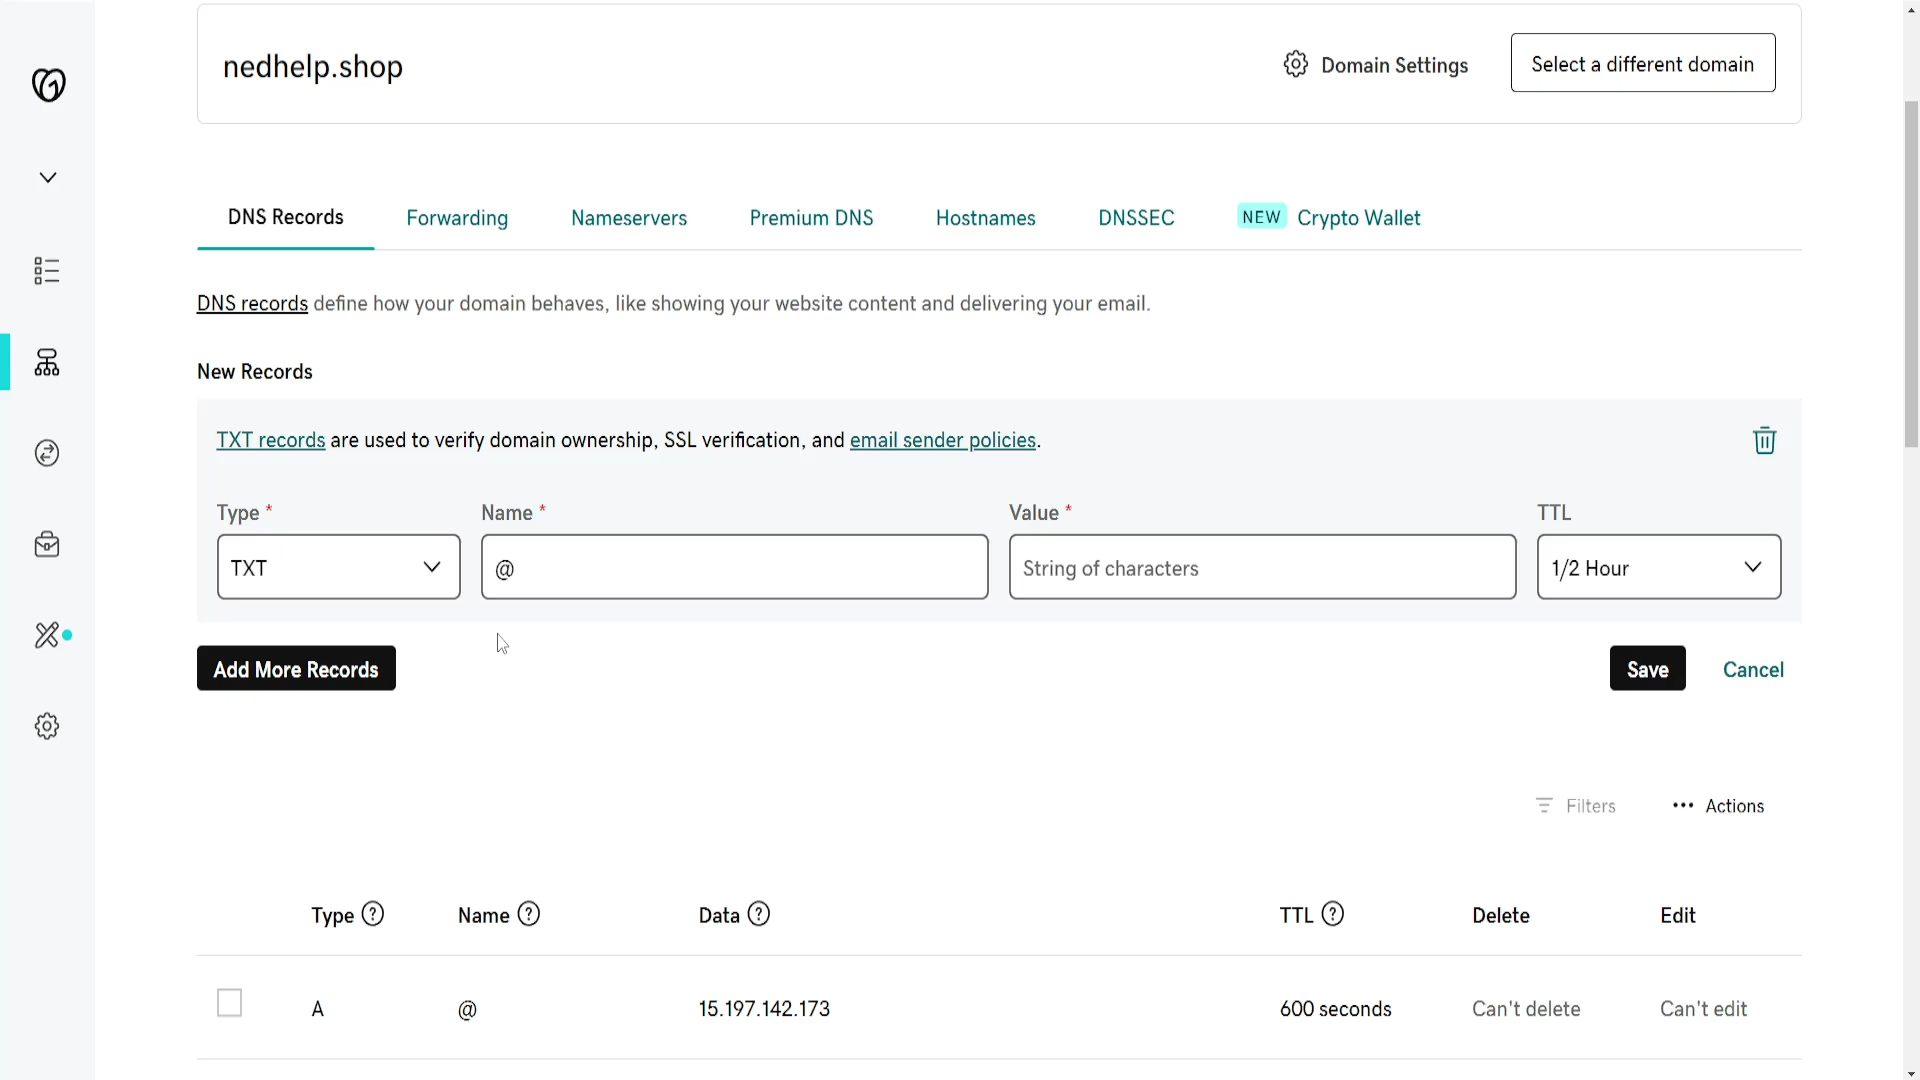 nedhelp.shop
Domain Settings
Select a different domain
DNS Records
Forwarding
Nameservers
Premium DNS
Hostnames
DNSSEC
NEW Crypto Wallet
DNS records define how your domain behaves, like showing your website content and delivering your email.
New Records
TXT records are used to verify domain ownership, SSL verification, and email sender policies.
Type *
Name *
Value *
TTL
TXT
@
String of characters
1/2 Hour
Add More Records
Save
Cancel
Filters
••• Actions
Type ?
Name ?
Data ?
TTL ?
Delete
Edit
A
@
15.197.142.173
600 seconds
Can't delete
Can't edit